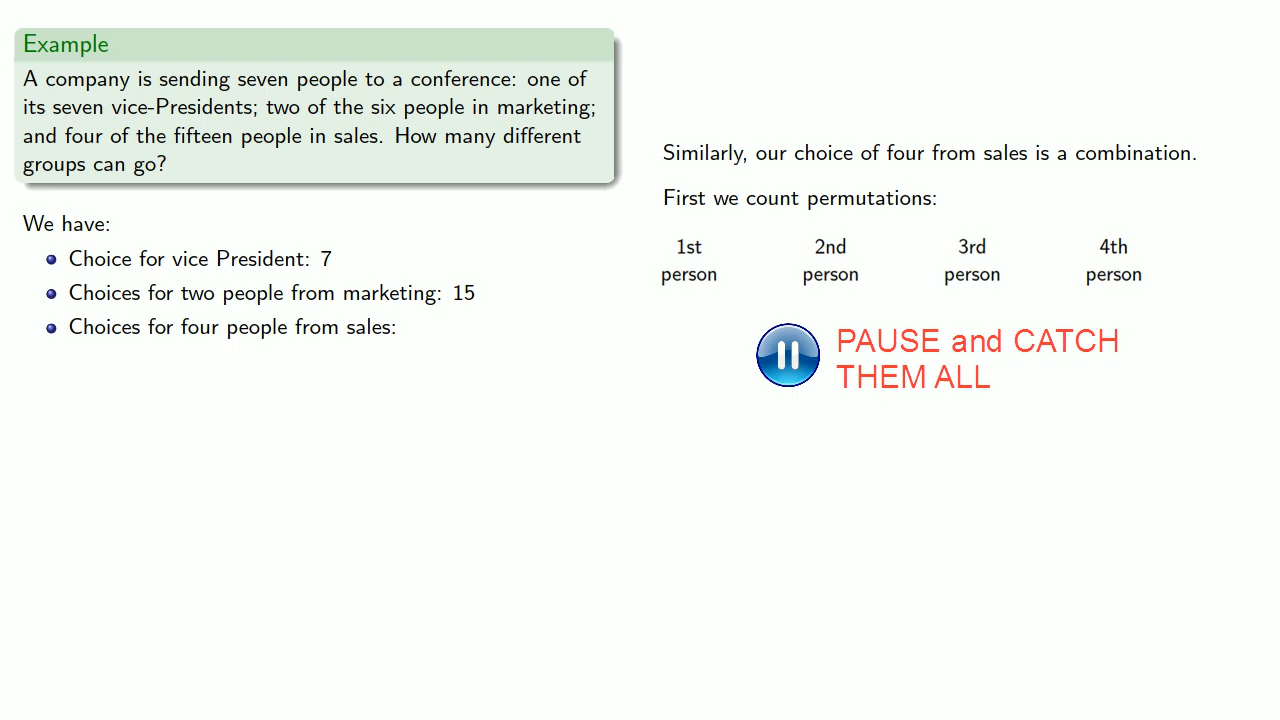 Example
A company is sending seven people to a conference: one of
its seven vice-Presidents; two of the six people in marketing;
and four of the fifteen people in sales. How many different
groups can go?
We have:
Choice for vice President: 7
Choices for two people from marketing: 15
Choices for four people from sales:
Similarly, our choice of four from sales is a combination.
First we count permutations:
1st 2nd 3rd 4th
person person person person
PAUSE and CATCH
THEM ALL